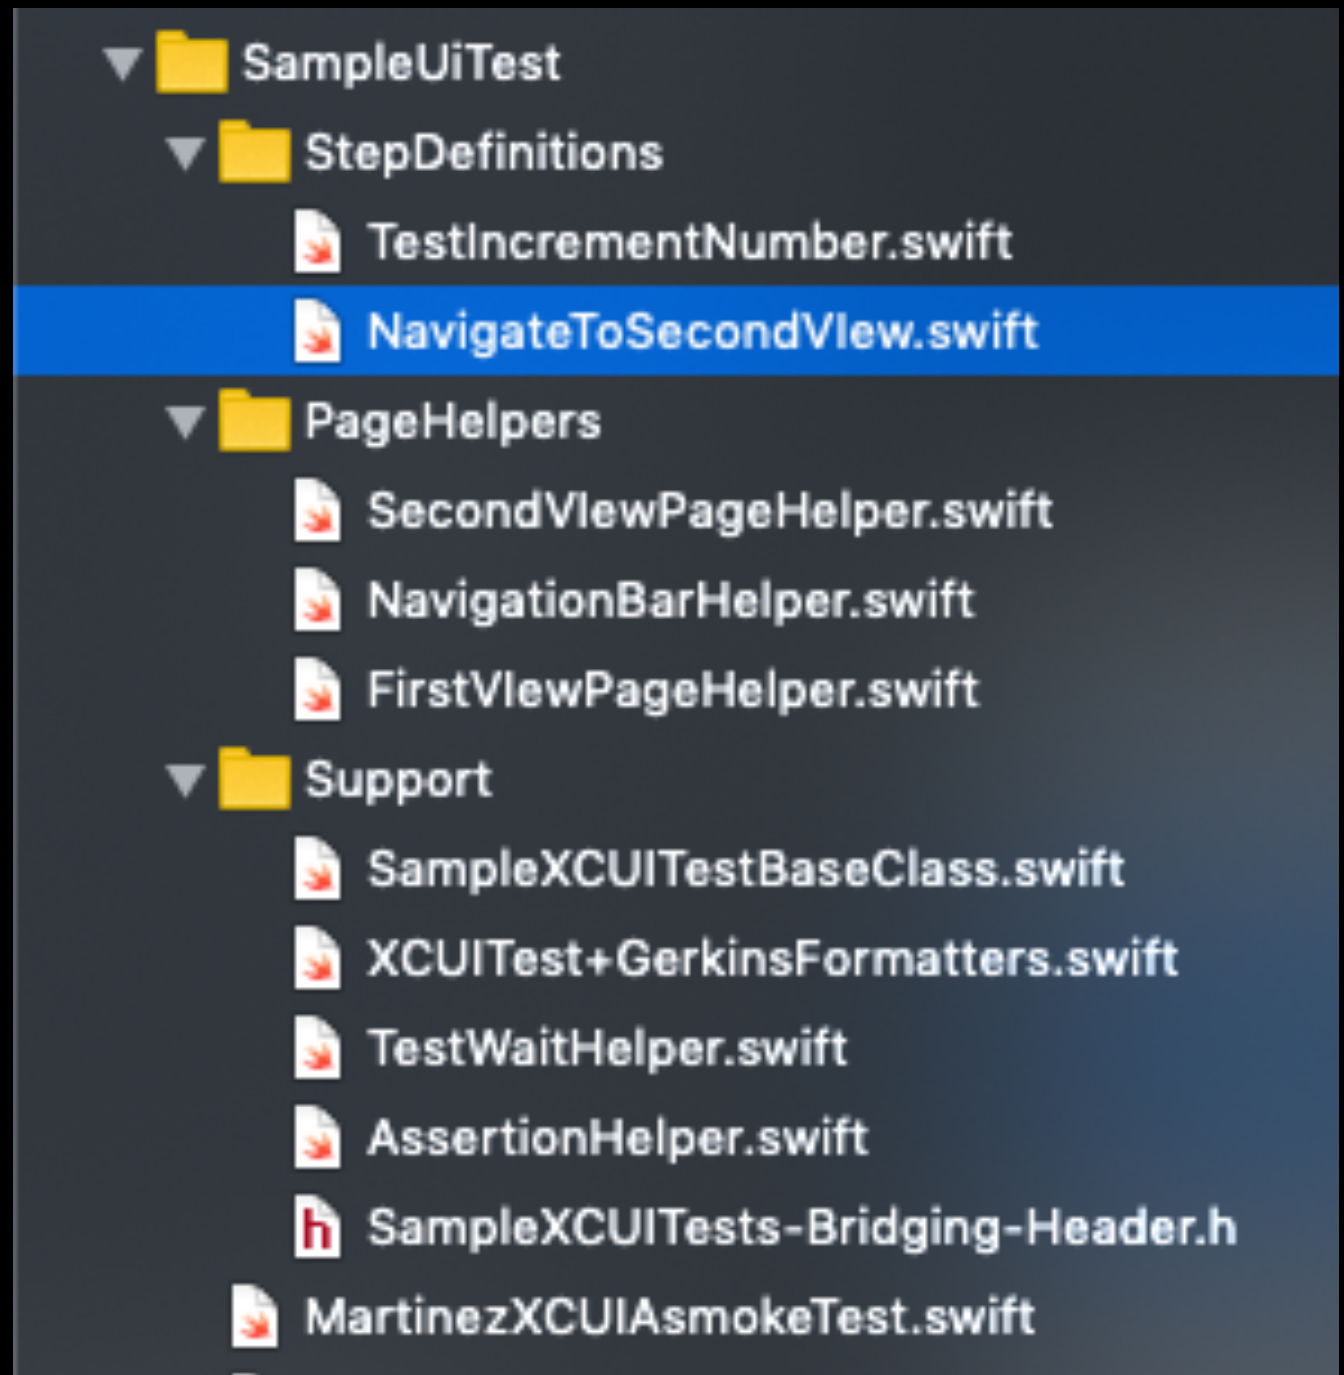 SampleUiTest
StepDefinitions
TestIncrementNumber.swift
NavigateToSecondVIew.swift
PageHelpers
SecondVIewPageHelper.swift
NavigationBarHelper.swift
FirstVIewPageHelper.swift
Support
SampleXCUITestBaseClass.swift
XCUITest+GerkinsFormatters.swift
TestWaitHelper.swift
AssertionHelper.swift
h SampleXCUITests-Bridging-Header.h
MartinezXCUIAsmokeTest.swift